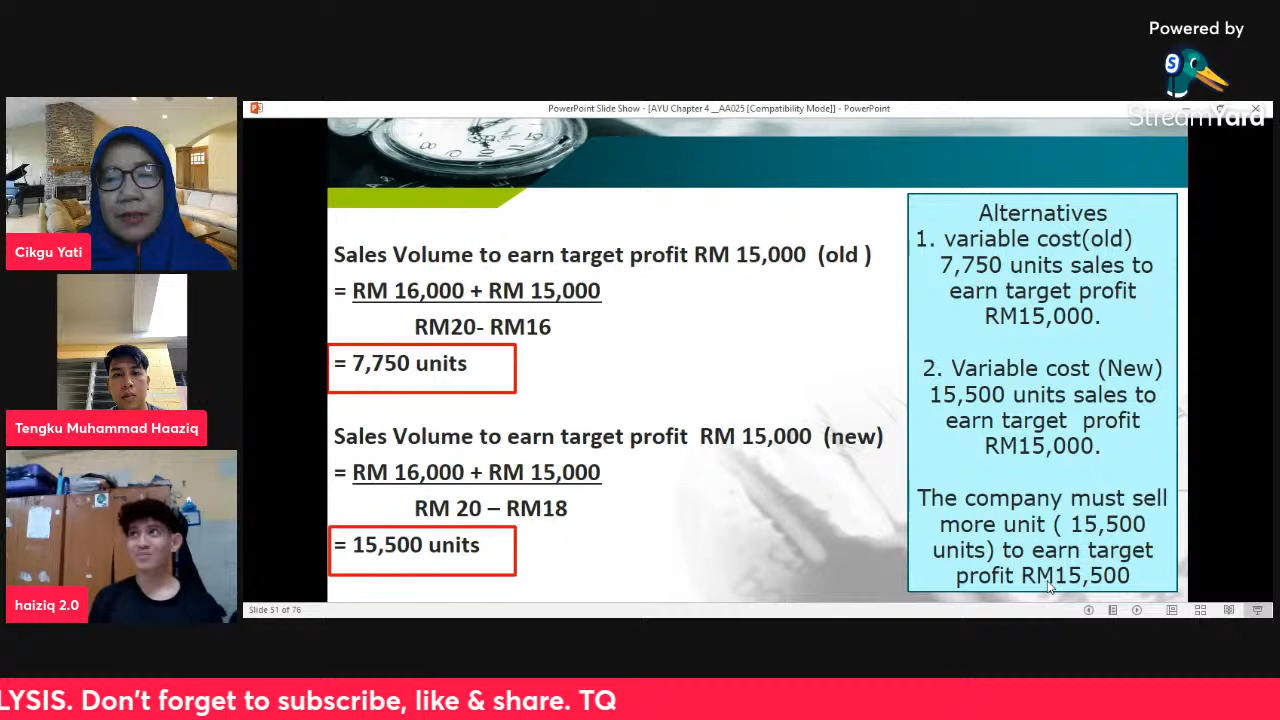 Powered by
StreamYard
PowerPoint Slide Show - [AYU Chapter 4 __AA025 [Compatibility Mode]] - PowerPoint
Cikgu Yati
Tengku Muhammad Haaziq
haiziq 2.0
Sales Volume to earn target profit RM 15,000 (old )
= RM 16,000 + RM 15,000
RM20- RM16
= 7,750 units
Sales Volume to earn target profit RM 15,000 (new)
= RM 16,000 + RM 15,000
RM 20 – RM18
= 15,500 units
Alternatives
1. variable cost(old)
7,750 units sales to
earn target profit
RM15,000.
2. Variable cost (New)
15,500 units sales to
earn target profit
RM15,000.
The company must sell
more unit ( 15,500
units) to earn target
profit RM15,500
Slide 51 of 76
LYSIS. Don't forget to subscribe, like & share. TQ